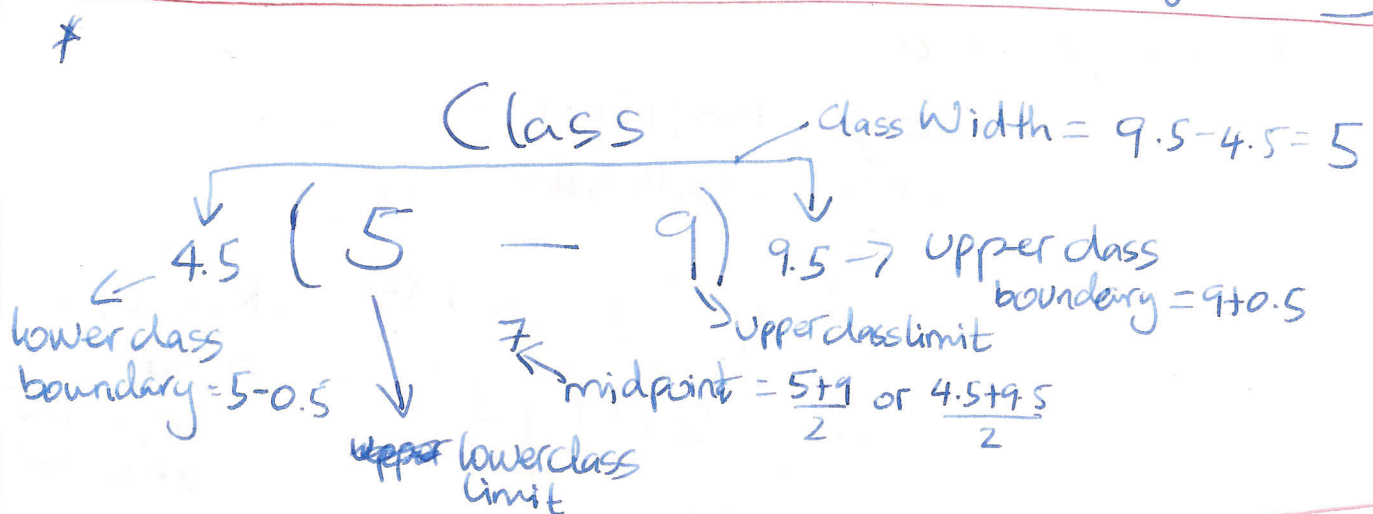 *
Class
class Width = 9.5-4.5= 5
4.5 ( 5 — 9) 9.5 → upper class
boundary = 9+0.5
lower class
boundary=5-0.5
upper class limit
7
midpoint = 5+9/2 or 4.5+9.5/2
lower class
limit